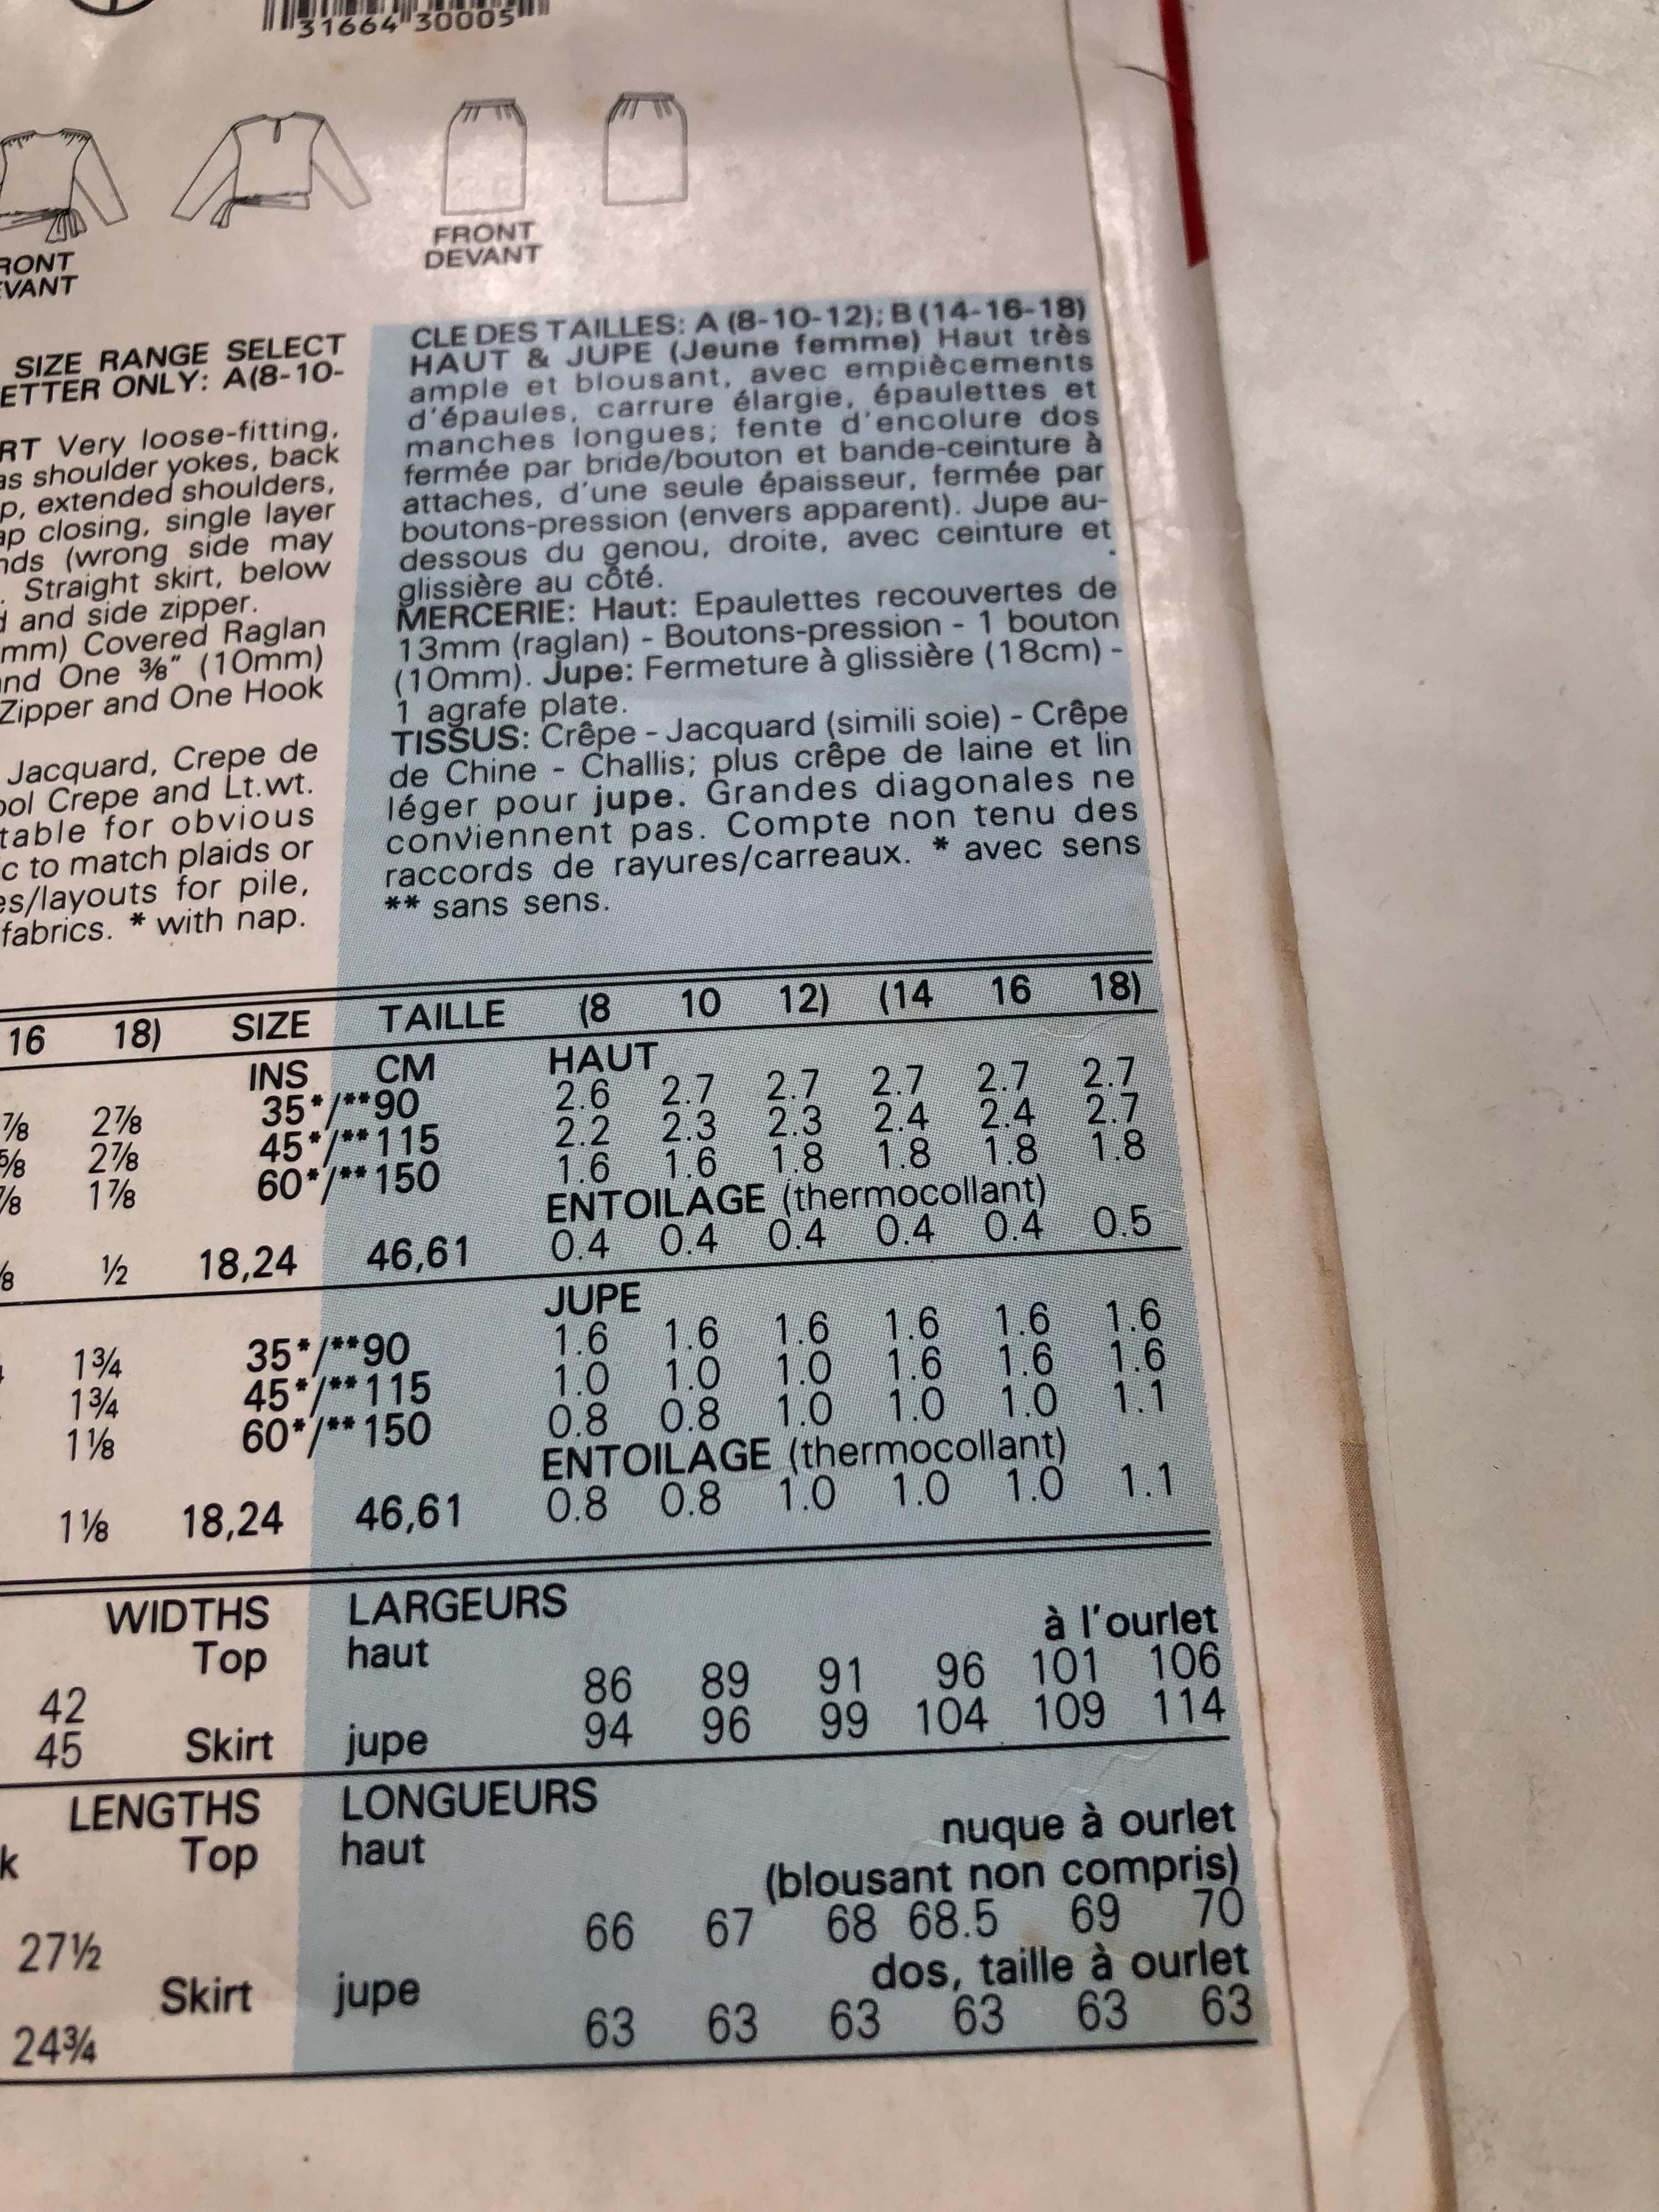 31664 30005
FRONT
DEVANT
RONT
EVANT
SIZE RANGE SELECT
ETTER ONLY: A(8-10-
RT Very loose-fitting,
as shoulder yokes, back
p, extended shoulders,
ap closing, single layer
nds (wrong side may
. Straight skirt, below
d and side zipper.
mm) Covered Raglan
and One ⅜" (10mm)
Zipper and One Hook
Jacquard, Crepe de
ool Crepe and Lt.wt.
table for obvious
c to match plaids or
es/layouts for pile,
fabrics. * with nap.
CLE DES TAILLES: A (8-10-12); B (14-16-18)
HAUT & JUPE (Jeune femme) Haut très
ample et blousant, avec empiècements
d'épaules, carrure élargie, épaulettes et
manches longues; fente d'encolure dos
fermée par bride/bouton et bande-ceinture à
attaches, d'une seule épaisseur, fermée par
boutons-pression (envers apparent). Jupe au-
dessous du genou, droite, avec ceinture et
glissière au côté.
MERCERIE: Haut: Epaulettes recouvertes de
13mm (raglan) - Boutons-pression - 1 bouton
(10mm). Jupe: Fermeture à glissière (18cm) -
1 agrafe plate.
TISSUS: Crêpe - Jacquard (simili soie) - Crêpe
de Chine - Challis; plus crêpe de laine et lin
léger pour jupe. Grandes diagonales ne
conviennent pas. Compte non tenu des
raccords de rayures/carreaux. * avec sens
** sans sens.
16 18) SIZE TAILLE (8 10 12) (14 16 18)
INS CM HAUT
⅞ 2⅞ 35*/**90 2.6 2.7 2.7 2.7 2.7 2.7
⅝ 2⅞ 45*/**115 2.2 2.3 2.3 2.4 2.4 2.7
/8 1⅞ 60*/**150 1.6 1.6 1.8 1.8 1.8 1.8
ENTOILAGE (thermocollant)
/8 ½ 18,24 46,61 0.4 0.4 0.4 0.4 0.4 0.5
JUPE
1¾ 35*/**90 1.6 1.6 1.6 1.6 1.6 1.6
1¾ 45*/**115 1.0 1.0 1.0 1.6 1.6 1.6
1⅛ 60*/**150 0.8 0.8 1.0 1.0 1.0 1.1
ENTOILAGE (thermocollant)
1⅛ 18,24 46,61 0.8 0.8 1.0 1.0 1.0 1.1
WIDTHS LARGEURS
Top haut à l'ourlet
42 86 89 91 96 101 106
45 Skirt jupe 94 96 99 104 109 114
LENGTHS LONGUEURS
k Top haut nuque à ourlet
(blousant non compris)
27½ 66 67 68 68.5 69 70
Skirt jupe dos, taille à ourlet
24¾ 63 63 63 63 63 63